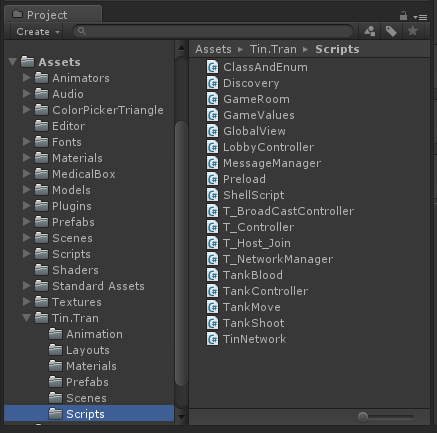 Project
Create
Assets
Animators
Audio
ColorPickerTriangle
Editor
Fonts
Materials
MedicalBox
Models
Plugins
Prefabs
Scenes
Scripts
Shaders
Standard Assets
Textures
Tin.Tran
Animation
Layouts
Materials
Prefabs
Scenes
Scripts
Assets Tin.Tran Scripts
ClassAndEnum
Discovery
GameRoom
GameValues
GlobalView
LobbyController
MessageManager
Preload
ShellScript
T_BroadCastController
T_Controller
T_Host_Join
T_NetworkManager
TankBlood
TankController
TankMove
TankShoot
TinNetwork